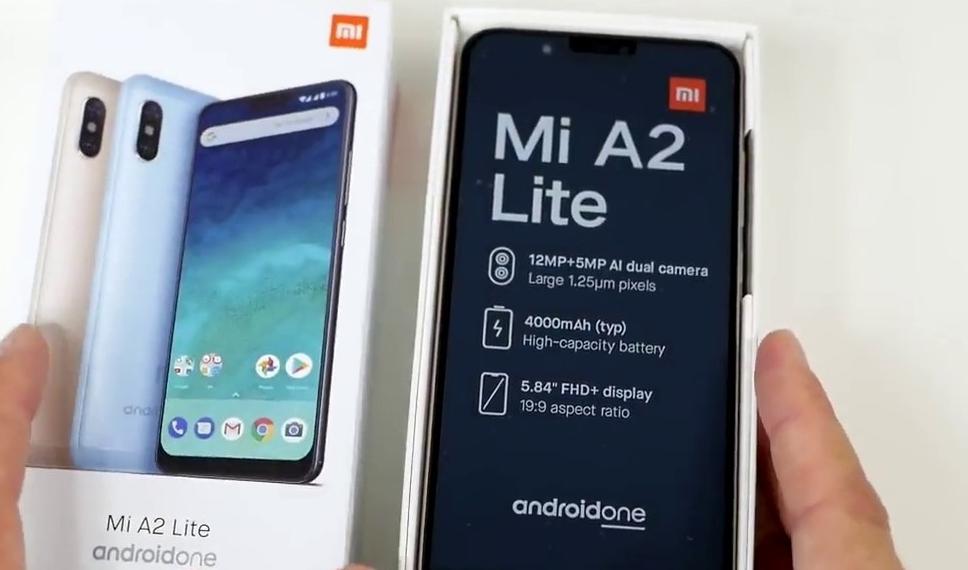 mi
Mi A2 Lite
androidone
mi
Mi A2
Lite
12MP+5MP AI dual camera
Large 1.25μm pixels
4000mAh (typ)
High-capacity battery
5.84" FHD+ display
19:9 aspect ratio
androidone